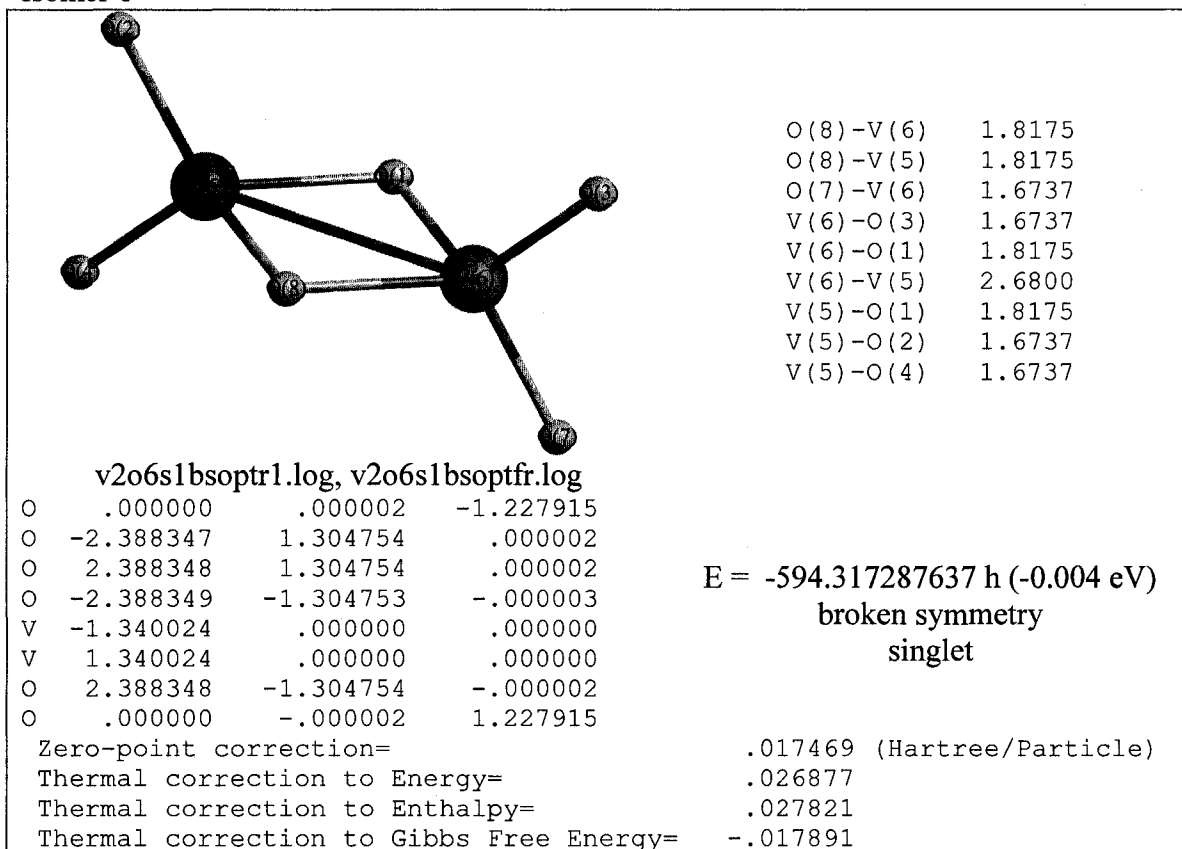 O(8)-V(6) 1.8175
O(8)-V(5) 1.8175
O(7)-V(6) 1.6737
V(6)-O(3) 1.6737
V(6)-O(1) 1.8175
V(6)-V(5) 2.6800
V(5)-O(1) 1.8175
V(5)-O(2) 1.6737
V(5)-O(4) 1.6737
v2o6s1bsoptr1.log, v2o6s1bsoptfr.log
O .000000 .000002 -1.227915
O -2.388347 1.304754 .000002
O 2.388348 1.304754 .000002
O -2.388349 -1.304753 -.000003
V -1.340024 .000000 .000000
V 1.340024 .000000 .000000
O 2.388348 -1.304754 -.000002
O .000000 -.000002 1.227915
E = -594.317287637 h (-0.004 eV)
broken symmetry
singlet
Zero-point correction= .017469 (Hartree/Particle)
Thermal correction to Energy= .026877
Thermal correction to Enthalpy= .027821
Thermal correction to Gibbs Free Energy= -.017891